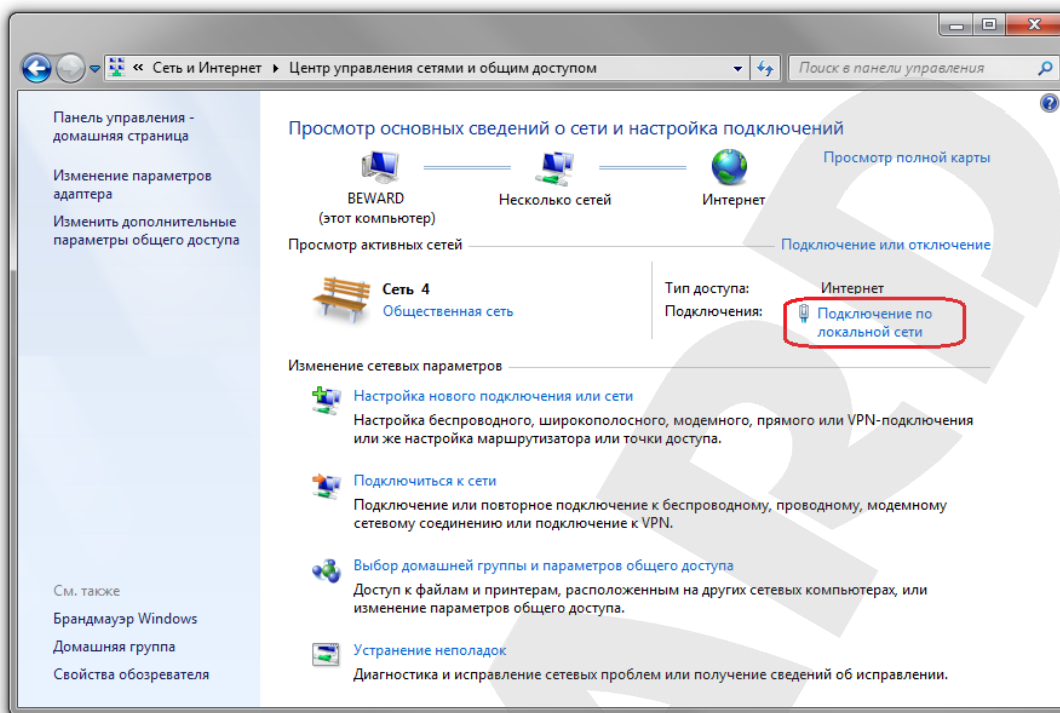 « Сеть и Интернет ▸ Центр управления сетями и общим доступом
Поиск в панели управления
Панель управления -
домашняя страница
Изменение параметров
адаптера
Изменить дополнительные
параметры общего доступа
См. также
Брандмауэр Windows
Домашняя группа
Свойства обозревателя
Просмотр основных сведений о сети и настройка подключений
Просмотр полной карты
BEWARD
(этот компьютер)
Несколько сетей
Интернет
Просмотр активных сетей
Подключение или отключение
Сеть 4
Общественная сеть
Тип доступа: Интернет
Подключения: Подключение по
локальной сети
Изменение сетевых параметров
Настройка нового подключения или сети
Настройка беспроводного, широкополосного, модемного, прямого или VPN-подключения
или же настройка маршрутизатора или точки доступа.
Подключиться к сети
Подключение или повторное подключение к беспроводному, проводному, модемному
сетевому соединению или подключение к VPN.
Выбор домашней группы и параметров общего доступа
Доступ к файлам и принтерам, расположенным на других сетевых компьютерах, или
изменение параметров общего доступа.
Устранение неполадок
Диагностика и исправление сетевых проблем или получение сведений об исправлении.
ARD